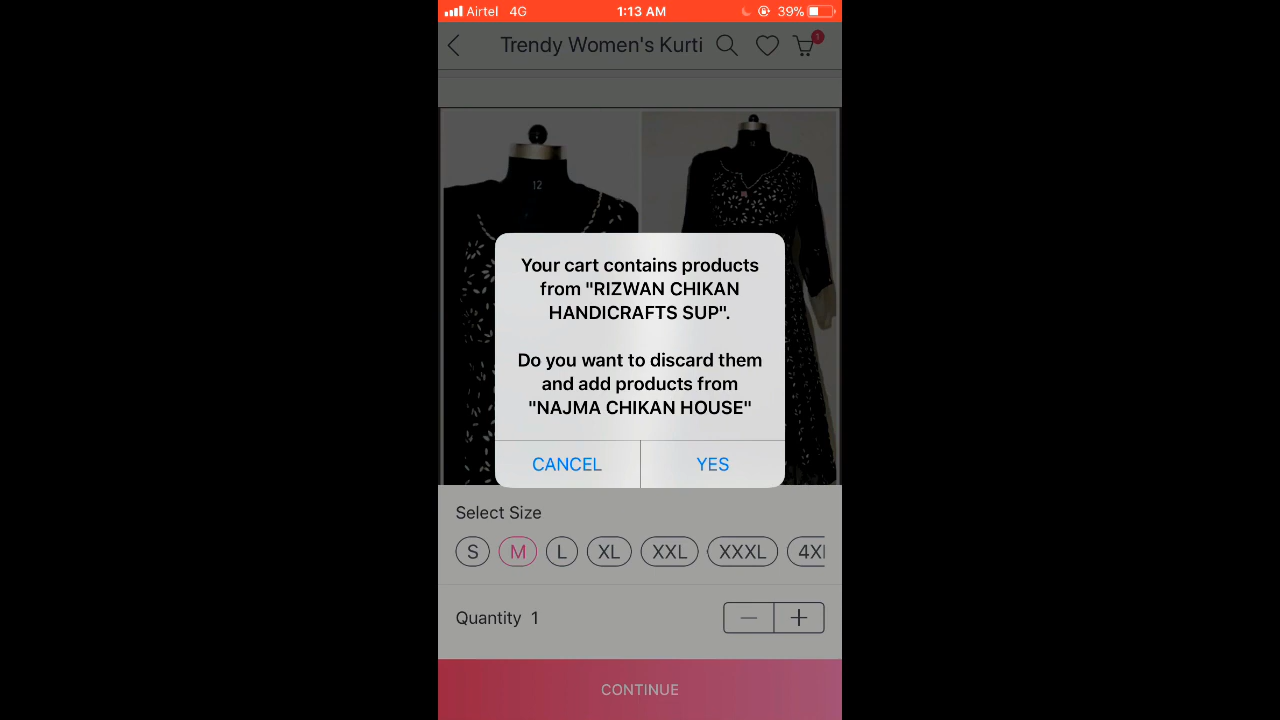 Airtel 4G 1:13 AM 39%
Trendy Women's Kurti 1
12
12
Your cart contains products
from "RIZWAN CHIKAN
HANDICRAFTS SUP".
Do you want to discard them
and add products from
"NAJMA CHIKAN HOUSE"
CANCEL YES
Select Size
S M L XL XXL XXXL 4XL
Quantity 1
CONTINUE